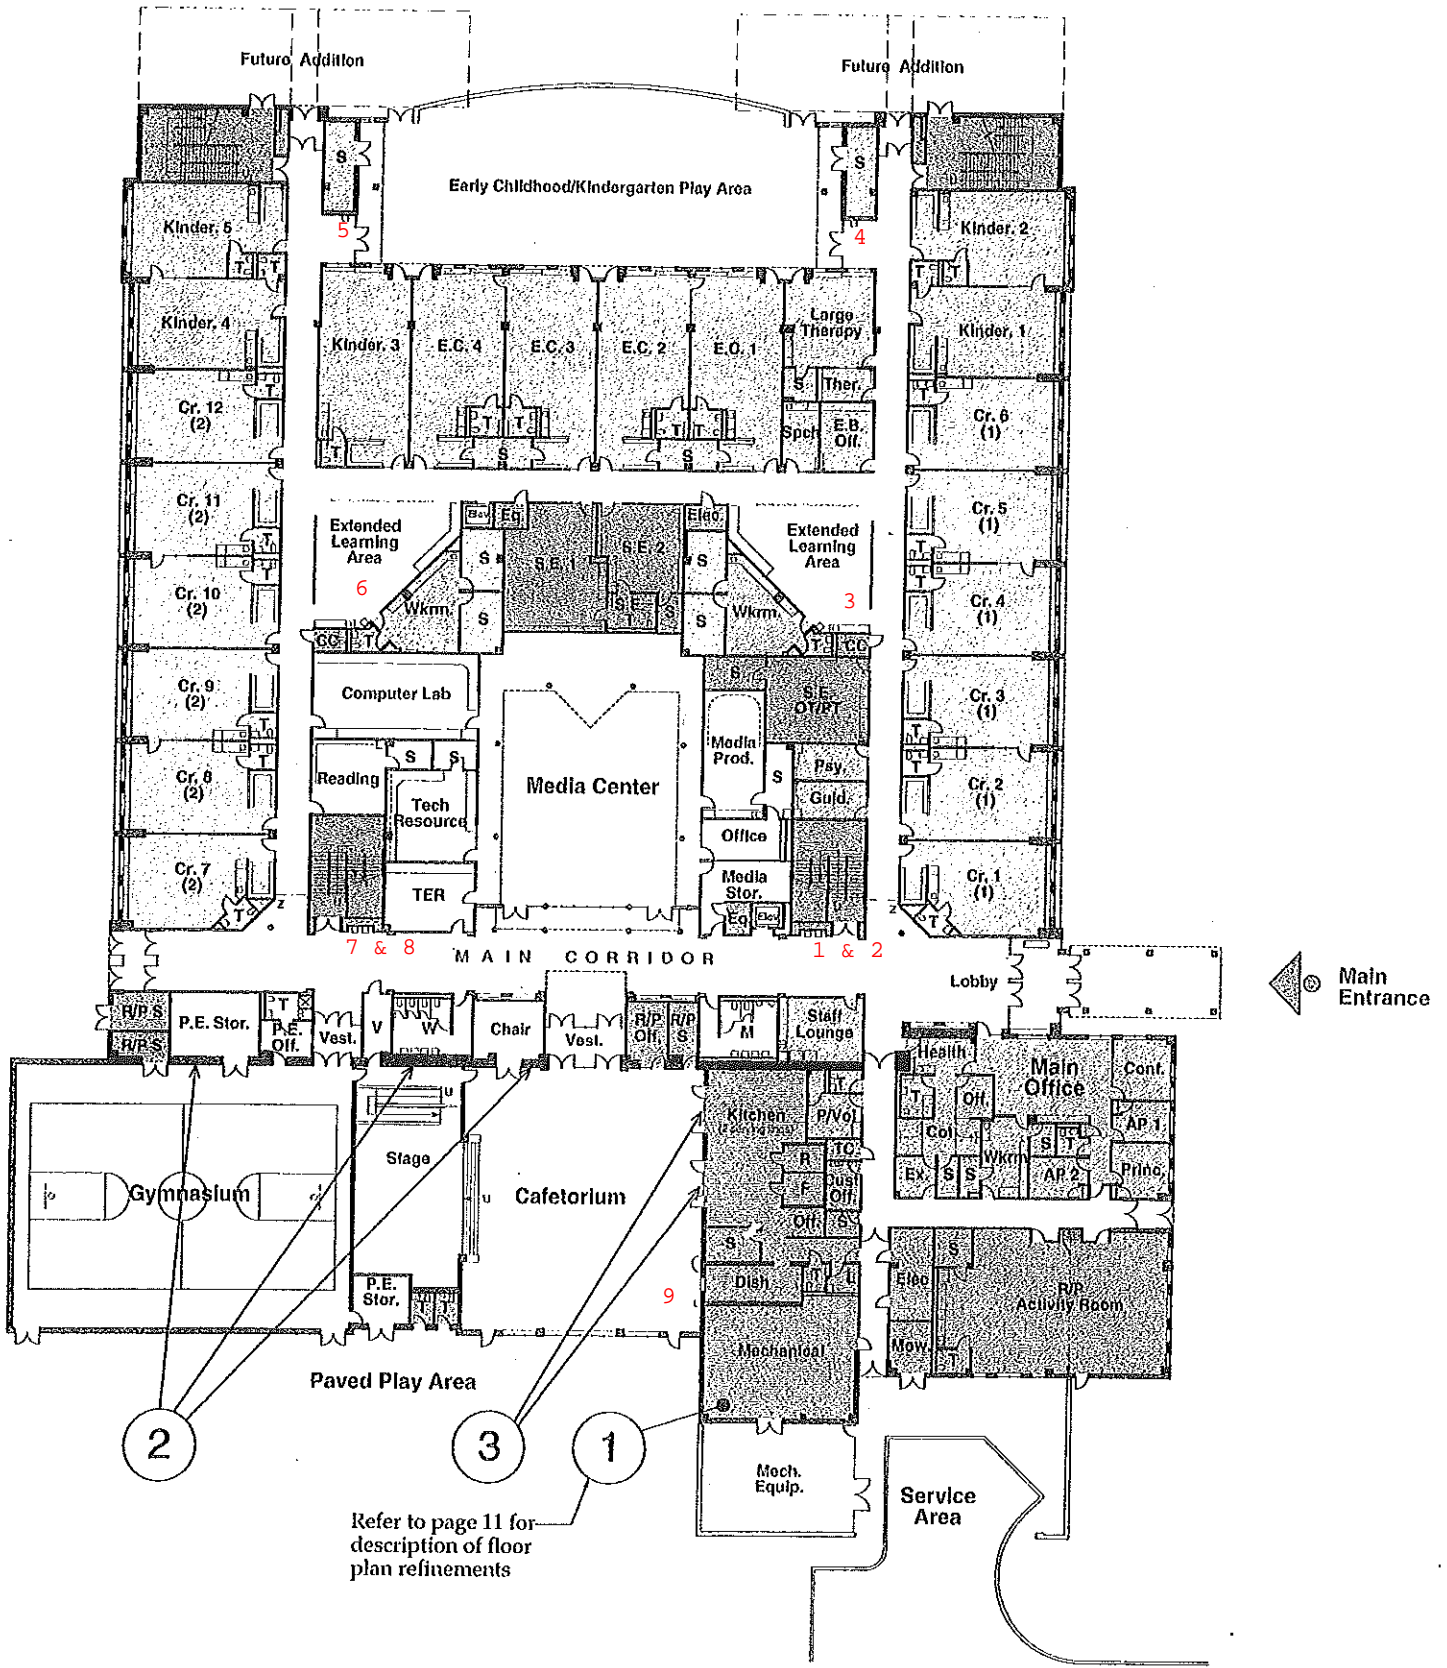 Future Addition
Future Addition
S
S
Early Childhood/Kindergarten Play Area
Kinder. 5
5
4
Kinder. 2
T
T
T
T
Kinder. 4
Kinder. 3
E.C. 4
E.C. 3
E.C. 2
E.C. 1
Large
Therapy
Kinder. 1
S
Ther.
T
T
Cr. 12
(2)
T
T
T
T
T
Spch
E.B.
Off.
Cr. 6
(1)
S
S
Cr. 11
(2)
Extended
Learning
Area
Elev
Eq
S.E. 1
S.E. 2
Elec
Extended
Learning
Area
Cr. 5
(1)
T
T
S
S
T
T
6
Cr. 10
(2)
Wkrm.
S
S.E.
T
S
S
Wkrm.
3
Cr. 4
(1)
CC
T
T
CC
Cr. 9
(2)
Computer Lab
S
S.E.
OT/PT
Cr. 3
(1)
T
T
Reading
S
S
Media
Prod.
S
Psy.
T
T
Cr. 8
(2)
Tech
Resource
Media Center
Guid.
Cr. 2
(1)
Office
Cr. 7
(2)
TER
Media
Stor.
Cr. 1
(1)
T
Z
Eq
Elev
Z
T
7 & 8
MAIN CORRIDOR
1 & 2
Lobby
Main
Entrance
R/P S
P.E. Stor.
T
P.E.
Off.
Vest.
V
W
Chair
Vest.
R/P
Off.
R/P
S
M
Staff
Lounge
R/P S
Health
Main
Office
Conf.
U
Kitchen
T
P/Vol
T
Off.
AP 1
Stage
TC
Cot
Wkrm
S
T
Gymnasium
U
Cafetorium
R
F
Cust
Off.
Ex
S
S
AP 2
Princ.
Off.
S
S
Elec
S
R/P
Activity Room
P.E.
Stor.
T
T
9
Dish
T
L
Mechanical
Mow.
T
Paved Play Area
2
3
1
Mech.
Equip.
Service
Area
Refer to page 11 for
description of floor
plan refinements